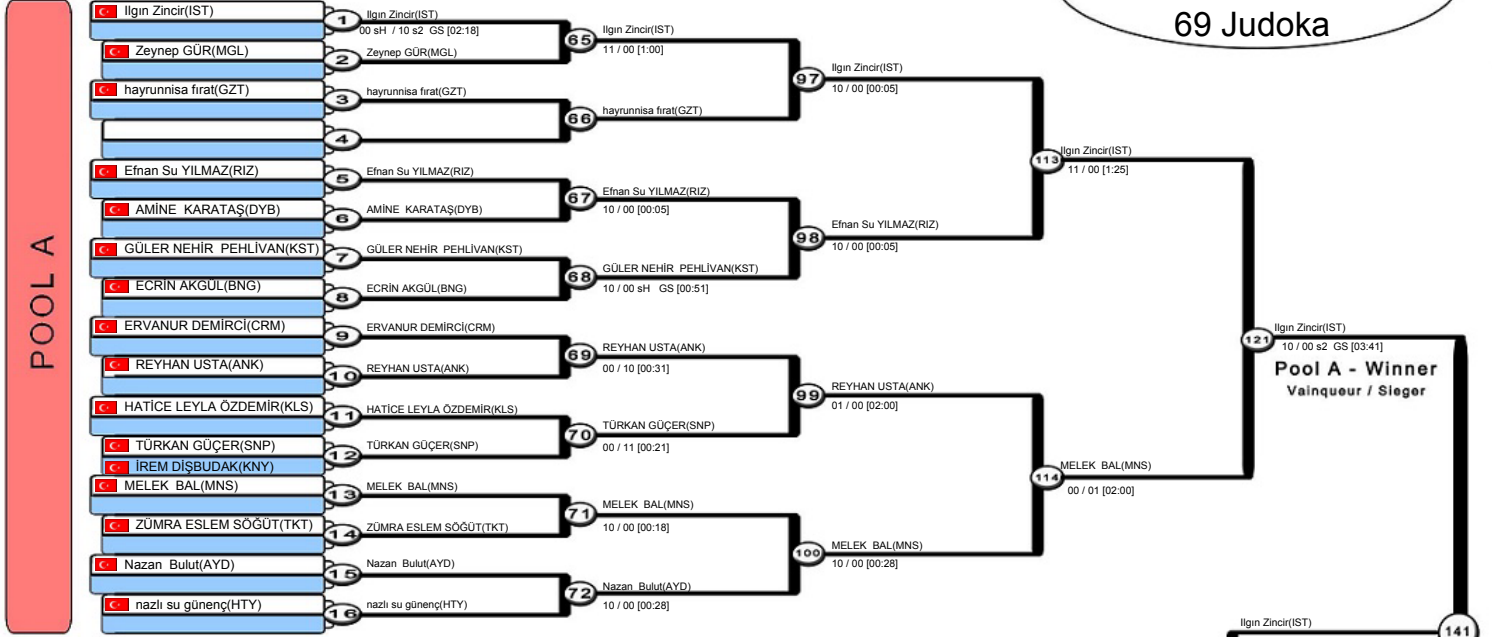 69 Judoka
POOL A
Ilgın Zincir(IST)
Zeynep GÜR(MGL)
hayrunnisa fırat(GZT)
Efnan Su YILMAZ(RIZ)
AMİNE KARATAŞ(DYB)
GÜLER NEHİR PEHLİVAN(KST)
ECRİN AKGÜL(BNG)
ERVANUR DEMİRCİ(CRM)
REYHAN USTA(ANK)
HATİCE LEYLA ÖZDEMİR(KLS)
TÜRKAN GÜÇER(SNP)
İREM DİŞBUDAK(KNY)
MELEK BAL(MNS)
ZÜMRA ESLEM SÖĞÜT(TKT)
Nazan Bulut(AYD)
nazlı su günenç(HTY)
1 Ilgın Zincir(IST)
00 sH / 10 s2 GS [02:18]
2 Zeynep GÜR(MGL)
3 hayrunnisa fırat(GZT)
4
5 Efnan Su YILMAZ(RIZ)
6 AMİNE KARATAŞ(DYB)
7 GÜLER NEHİR PEHLİVAN(KST)
8 ECRİN AKGÜL(BNG)
9 ERVANUR DEMİRCİ(CRM)
10 REYHAN USTA(ANK)
11 HATİCE LEYLA ÖZDEMİR(KLS)
12 TÜRKAN GÜÇER(SNP)
13 MELEK BAL(MNS)
14 ZÜMRA ESLEM SÖĞÜT(TKT)
15 Nazan Bulut(AYD)
16 nazlı su günenç(HTY)
65 Ilgın Zincir(IST)
11 / 00 [1:00]
66 hayrunnisa fırat(GZT)
67 Efnan Su YILMAZ(RIZ)
10 / 00 [00:05]
68 GÜLER NEHİR PEHLİVAN(KST)
10 / 00 sH GS [00:51]
69 REYHAN USTA(ANK)
00 / 10 [00:31]
70 TÜRKAN GÜÇER(SNP)
00 / 11 [00:21]
71 MELEK BAL(MNS)
10 / 00 [00:18]
72 Nazan Bulut(AYD)
10 / 00 [00:28]
97 Ilgın Zincir(IST)
10 / 00 [00:05]
98 Efnan Su YILMAZ(RIZ)
10 / 00 [00:05]
99 REYHAN USTA(ANK)
01 / 00 [02:00]
100 MELEK BAL(MNS)
10 / 00 [00:28]
113 Ilgın Zincir(IST)
11 / 00 [1:25]
114 MELEK BAL(MNS)
00 / 01 [02:00]
121 Ilgın Zincir(IST)
10 / 00 s2 GS [03:41]
Pool A - Winner
Vainqueur / Sieger
Ilgın Zincir(IST)
141